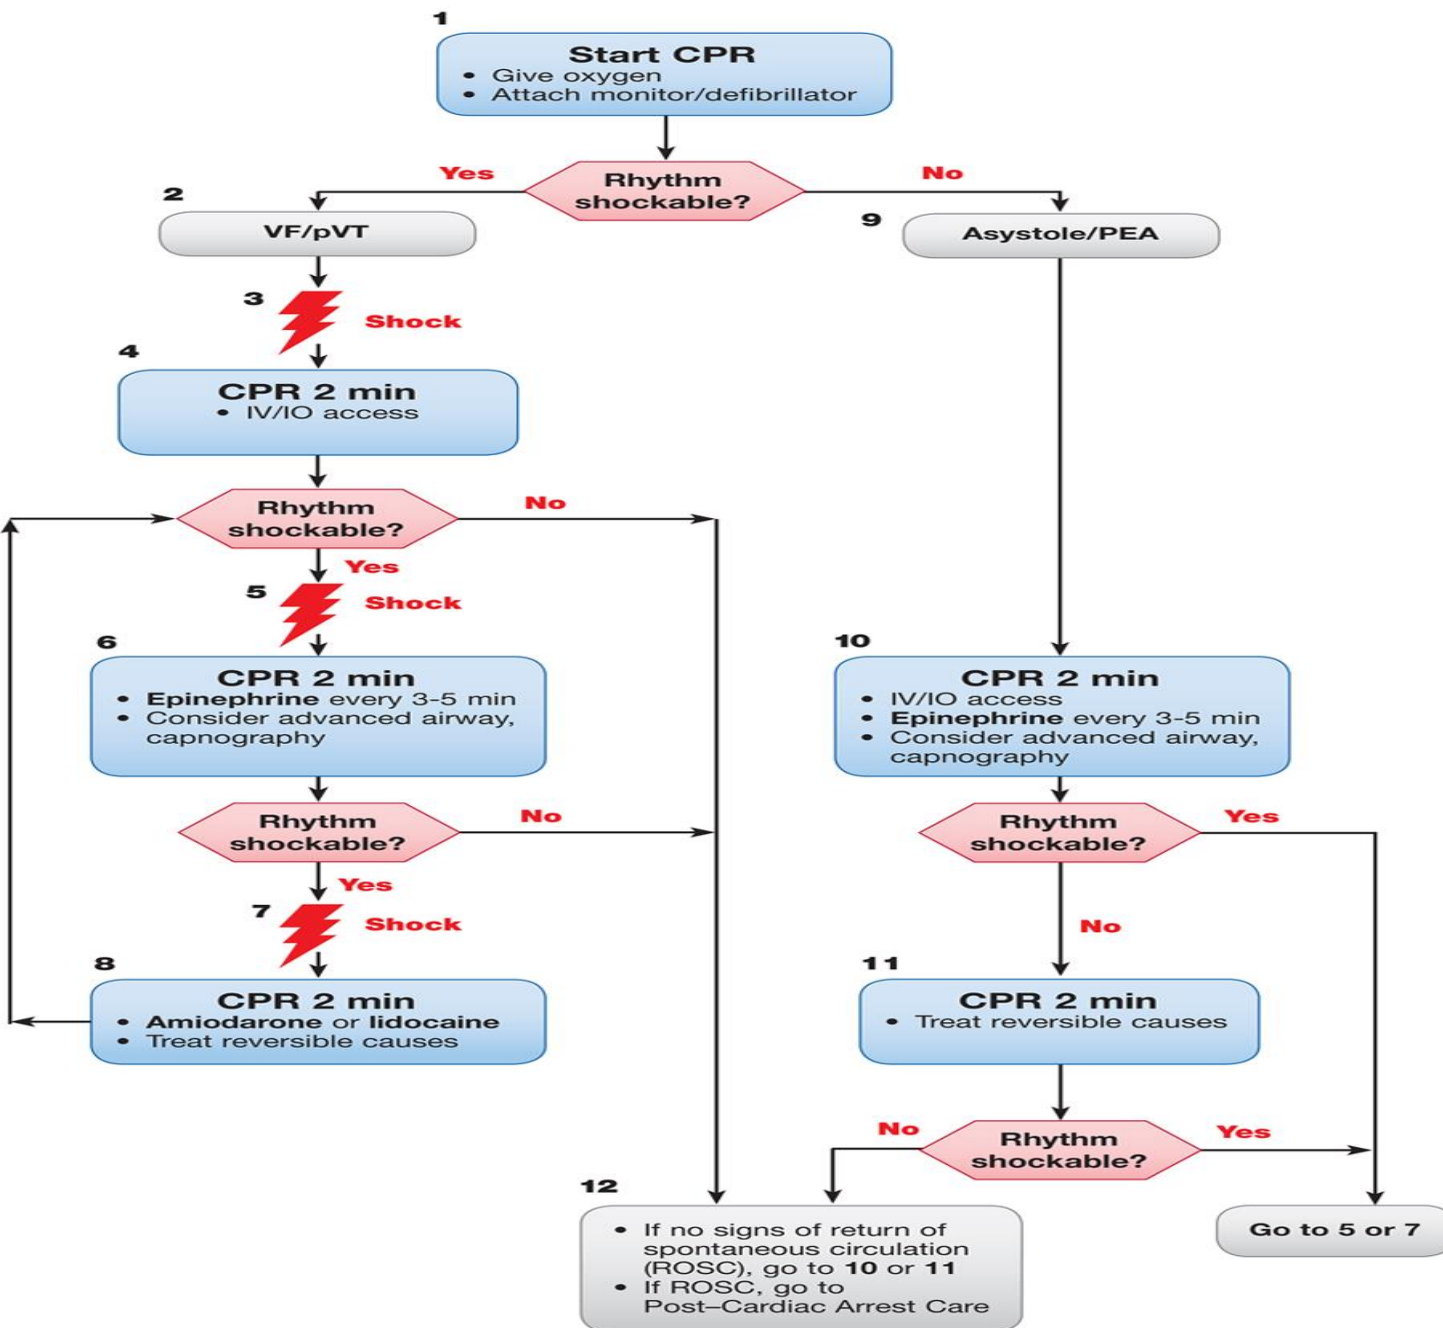 1
Start CPR
• Give oxygen
• Attach monitor/defibrillator
Rhythm
shockable?
Yes
No
2
VF/pVT
3
Shock
4
CPR 2 min
• IV/IO access
Rhythm
shockable?
No
Yes
5
Shock
6
CPR 2 min
• Epinephrine every 3-5 min
• Consider advanced airway,
capnography
Rhythm
shockable?
No
Yes
7
Shock
8
CPR 2 min
• Amiodarone or lidocaine
• Treat reversible causes
9
Asystole/PEA
10
CPR 2 min
• IV/IO access
• Epinephrine every 3-5 min
• Consider advanced airway,
capnography
Rhythm
shockable?
Yes
No
11
CPR 2 min
• Treat reversible causes
Rhythm
shockable?
No
Yes
12
• If no signs of return of
spontaneous circulation
(ROSC), go to 10 or 11
• If ROSC, go to
Post–Cardiac Arrest Care
Go to 5 or 7